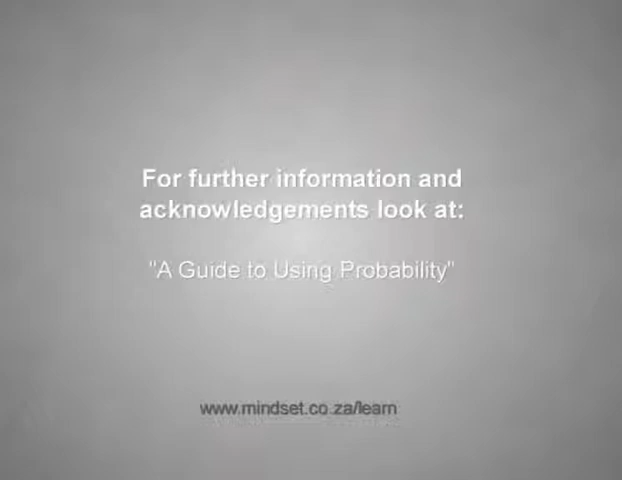 For further information and
acknowledgements look at:
"A Guide to Using Probability"
www.mindset.co.za/learn